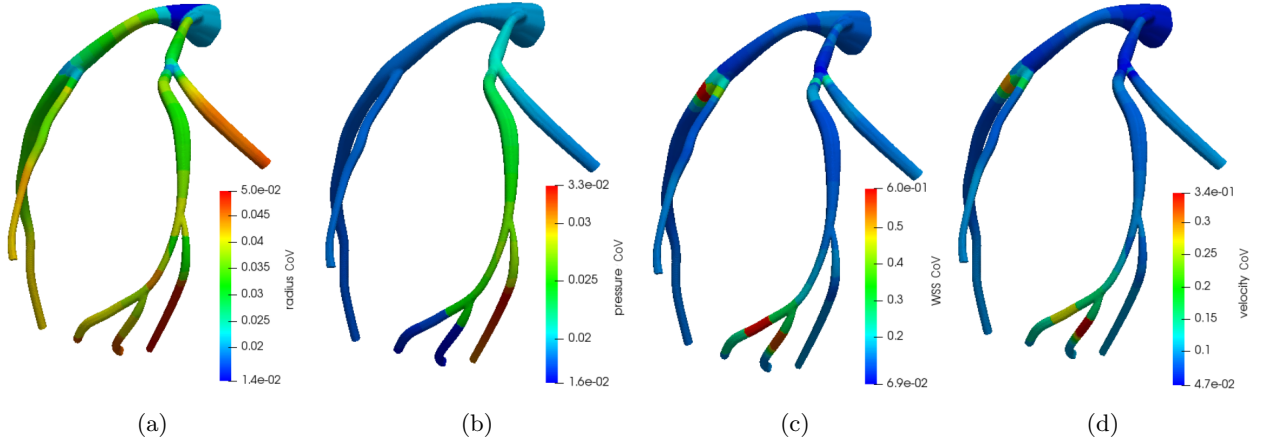 5.0e-02
0.045
0.04
0.035
0.03
0.025
0.02
1.4e-02
radius CoV
(a)
3.3e-02
0.03
0.025
0.02
1.6e-02
pressure CoV
(b)
6.0e-01
0.5
0.4
0.3
0.2
6.9e-02
WSS CoV
(c)
3.4e-01
0.3
0.25
0.2
0.15
0.1
4.7e-02
velocity CoV
(d)